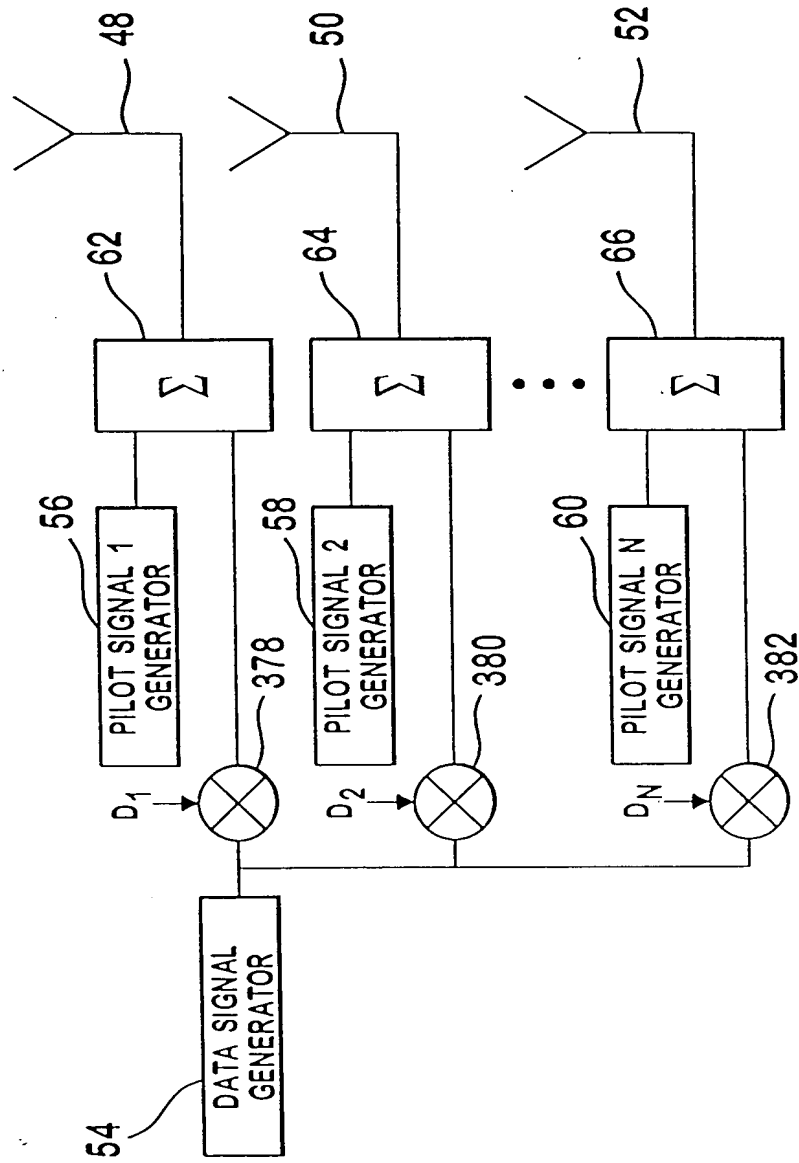 54
DATA SIGNAL
GENERATOR
D1
378
56
PILOT SIGNAL 1
GENERATOR
62
Σ
48
D2
380
58
PILOT SIGNAL 2
GENERATOR
64
Σ
50
DN
382
60
PILOT SIGNAL N
GENERATOR
66
Σ
52